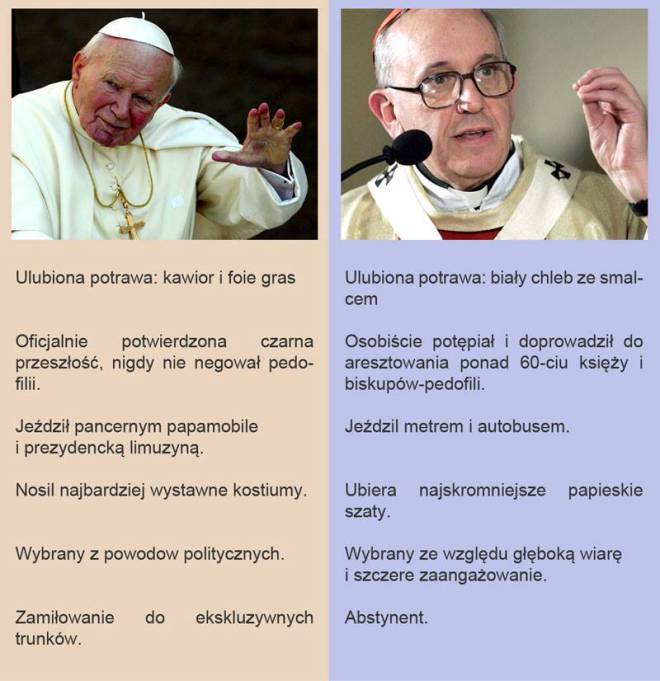 Ulubiona potrawa: kawior i foie gras
Oficjalnie potwierdzona czarna
przeszłość, nigdy nie negował pedo-
filii.
Jeździł pancernym papamobile
i prezydencką limuzyną.
Nosil najbardziej wystawne kostiumy.
Wybrany z powodow politycznych.
Zamiłowanie do ekskluzywnych
trunków.
Ulubiona potrawa: biały chleb ze smal-
cem
Osobiście potępiał i doprowadził do
aresztowania ponad 60-ciu księży i
biskupów-pedofili.
Jeździl metrem i autobusem.
Ubiera najskromniejsze papieskie
szaty.
Wybrany ze względu głęboką wiarę
i szczere zaangażowanie.
Abstynent.